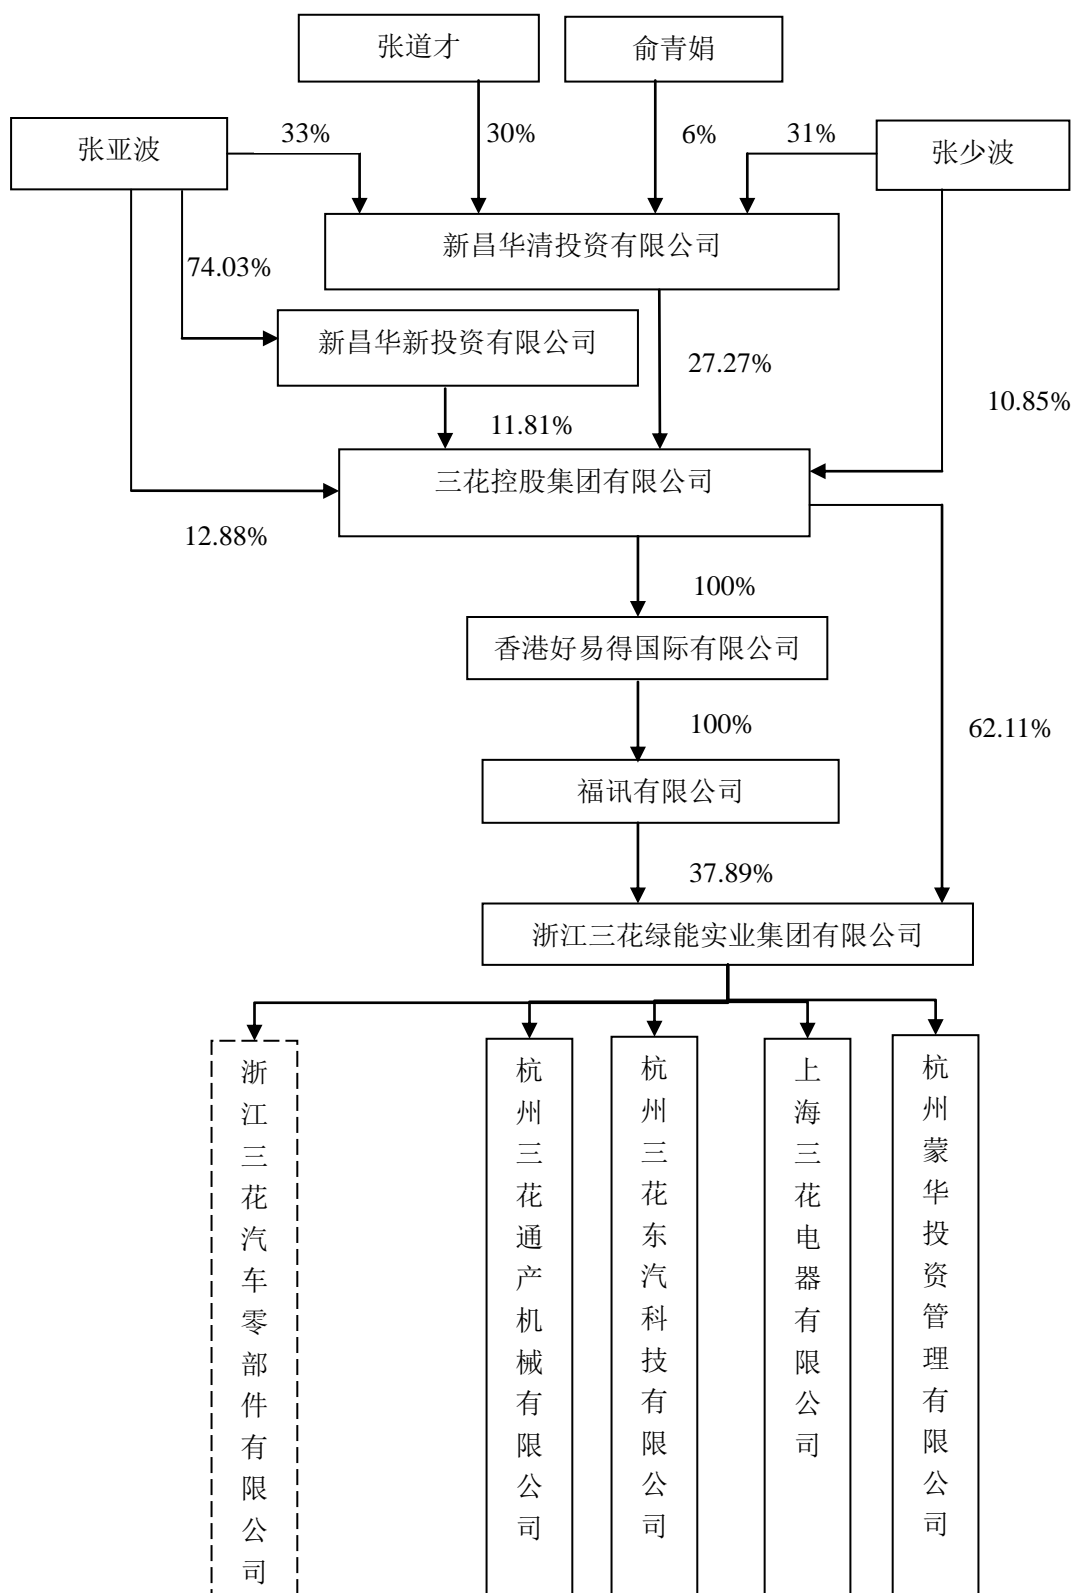 张道才
俞青娟
张亚波
33%
30%
6%
31%
张少波
新昌华清投资有限公司
74.03%
新昌华新投资有限公司
27.27%
10.85%
11.81%
三花控股集团有限公司
12.88%
100%
香港好易得国际有限公司
100%
62.11%
福讯有限公司
37.89%
浙江三花绿能实业集团有限公司
浙江三花汽车零部件有限公司
杭州三花通产机械有限公司
杭州三花东汽科技有限公司
上海三花电器有限公司
杭州蒙华投资管理有限公司